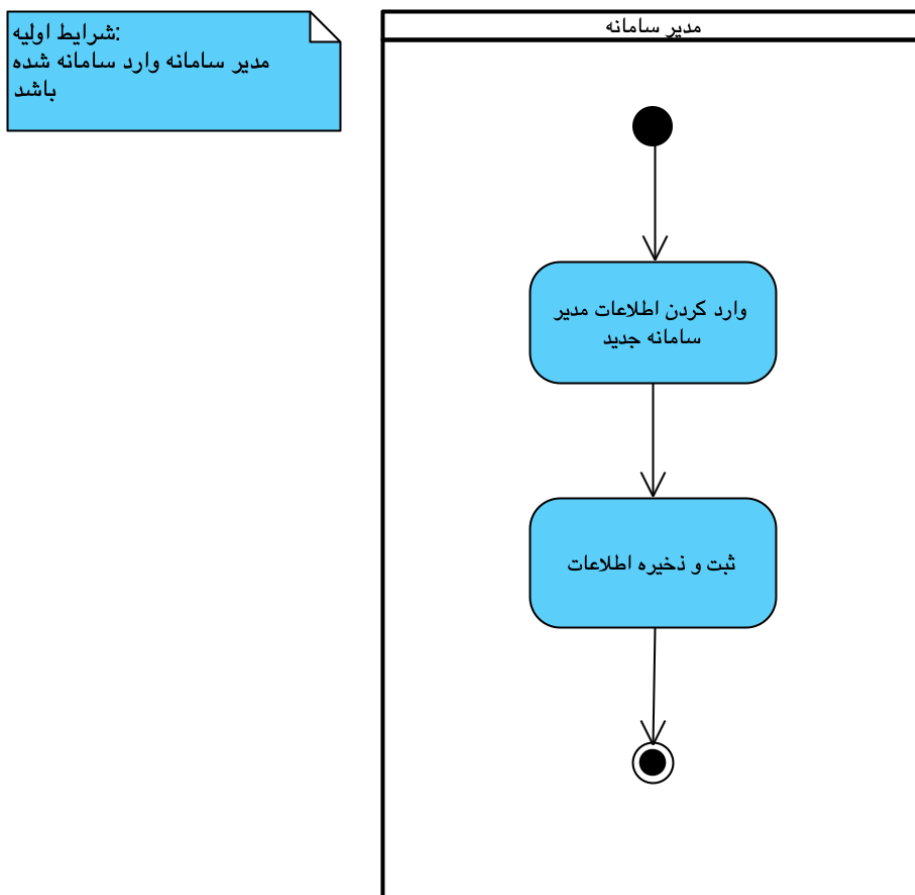 شرایط اولیه:
مدیر سامانه وارد سامانه شده
باشد
مدیر سامانه
وارد کردن اطلاعات مدیر
سامانه جدید
ثبت و ذخیره اطلاعات